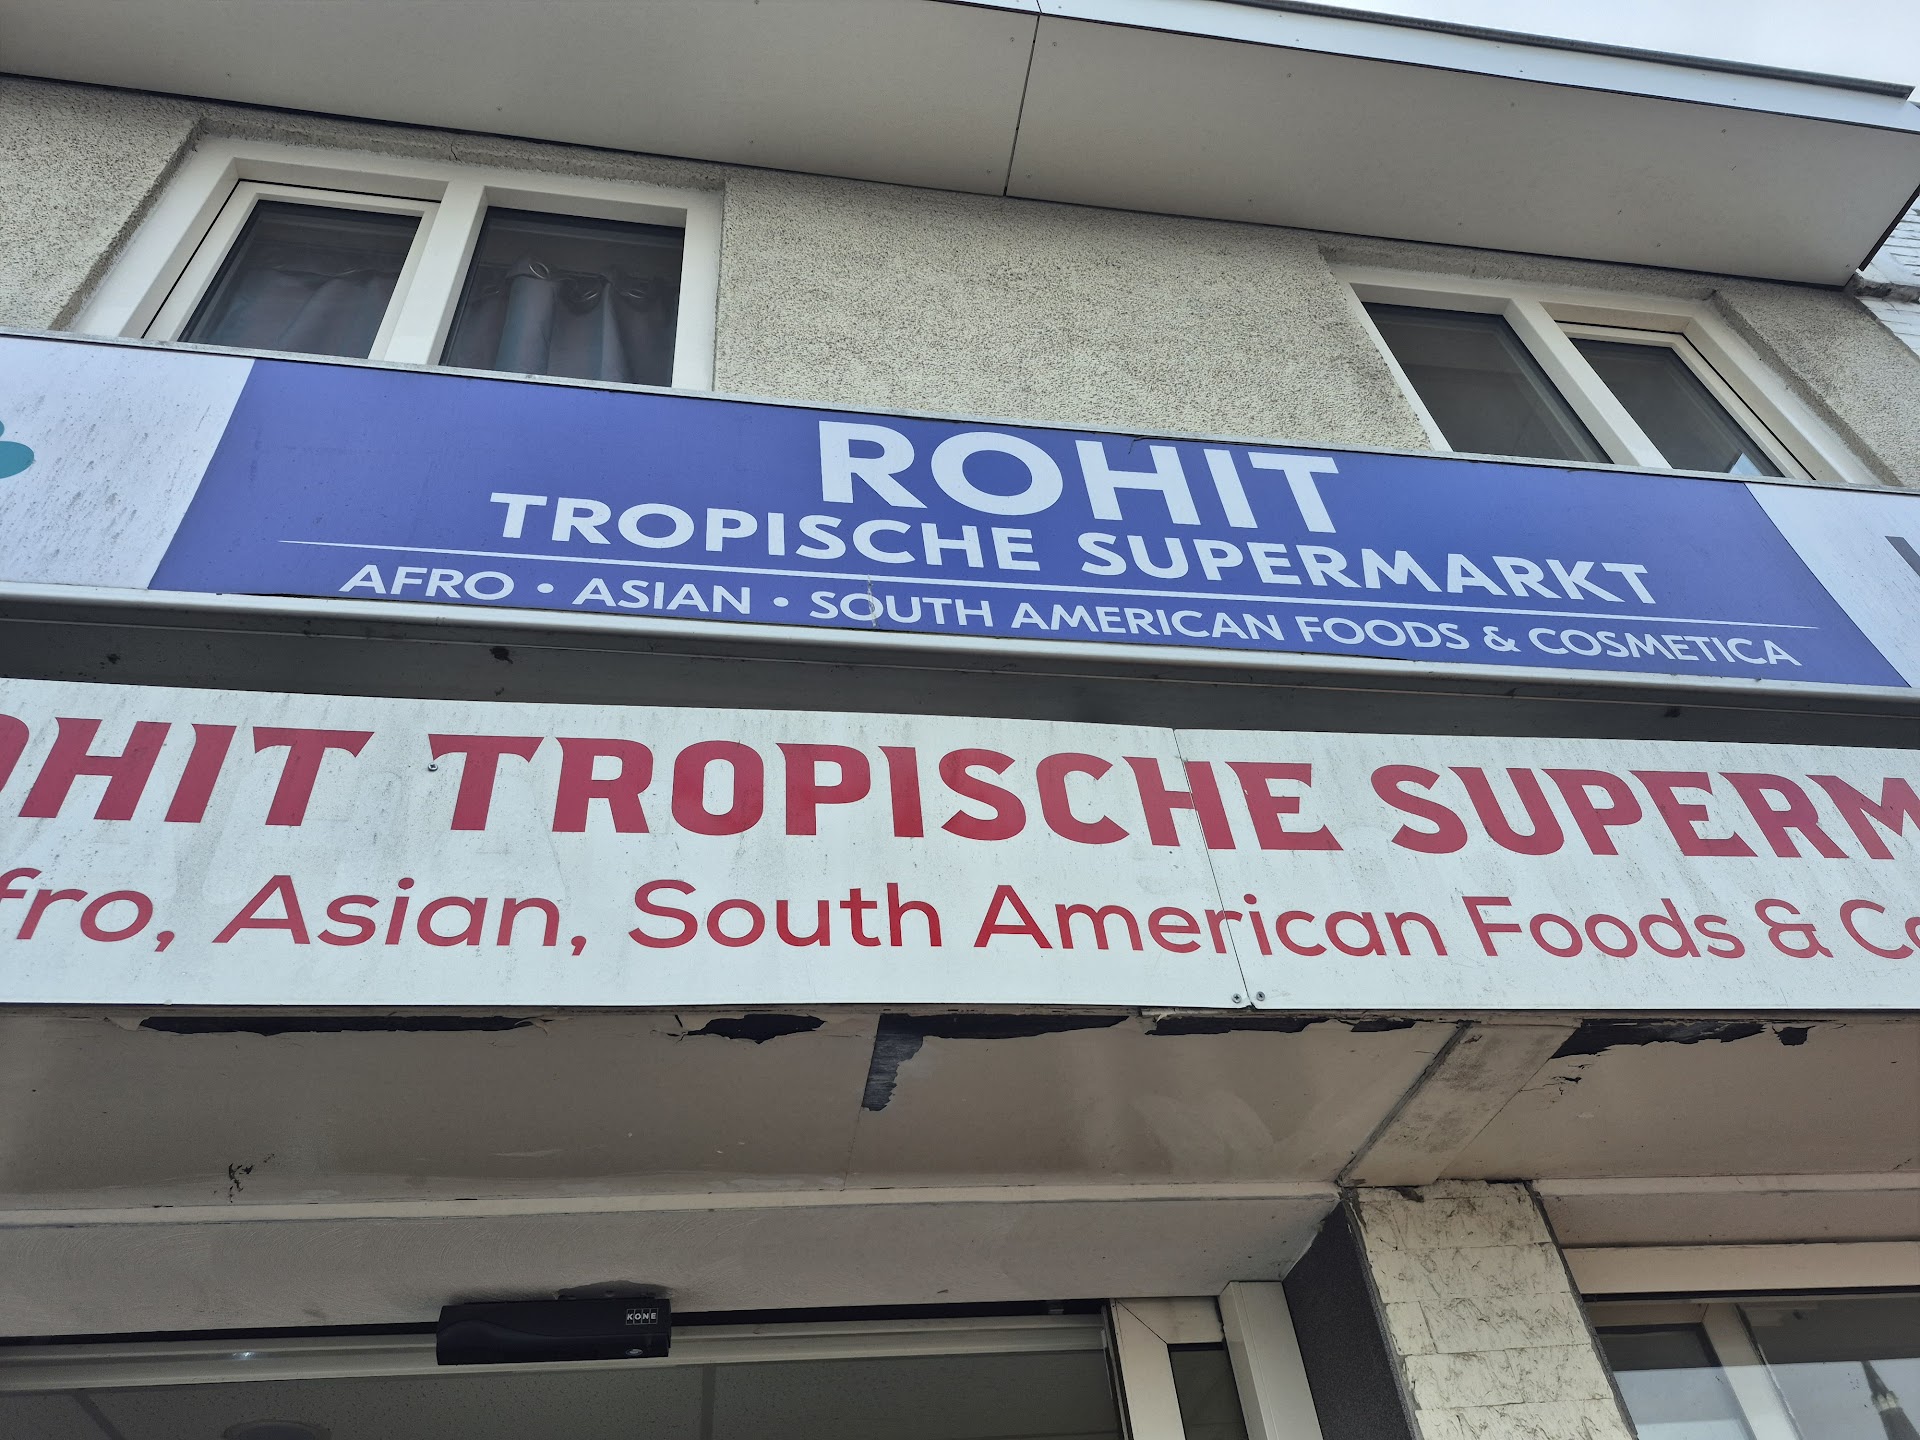 ROHIT
TROPISCHE SUPERMARKT
AFRO • ASIAN • SOUTH AMERICAN FOODS & COSMETICA
OHIT TROPISCHE SUPERM
fro, Asian, South American Foods & Co
KONE